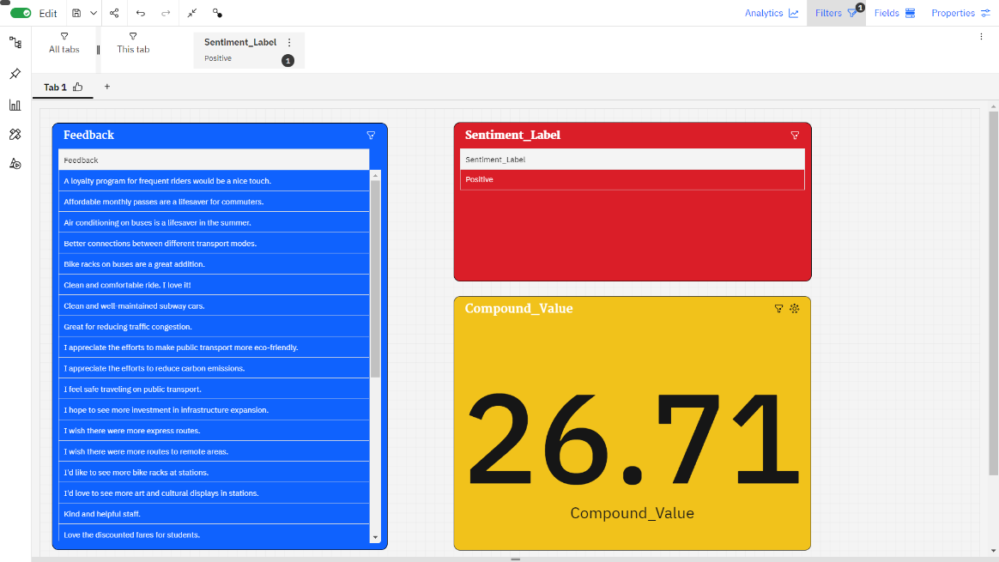 Edit
Analytics
Filters
1
Fields
Properties
All tabs
This tab
Sentiment_Label
Positive
1
Tab 1
+
Feedback
Feedback
A loyalty program for frequent riders would be a nice touch.
Affordable monthly passes are a lifesaver for commuters.
Air conditioning on buses is a lifesaver in the summer.
Better connections between different transport modes.
Bike racks on buses are a great addition.
Clean and comfortable ride. I love it!
Clean and well-maintained subway cars.
Great for reducing traffic congestion.
I appreciate the efforts to make public transport more eco-friendly.
I appreciate the efforts to reduce carbon emissions.
I feel safe traveling on public transport.
I hope to see more investment in infrastructure expansion.
I wish there were more express routes.
I wish there were more routes to remote areas.
I'd like to see more bike racks at stations.
I'd love to see more art and cultural displays in stations.
Kind and helpful staff.
Love the discounted fares for students.
Sentiment_Label
Sentiment_Label
Positive
Compound_Value
26.71
Compound_Value